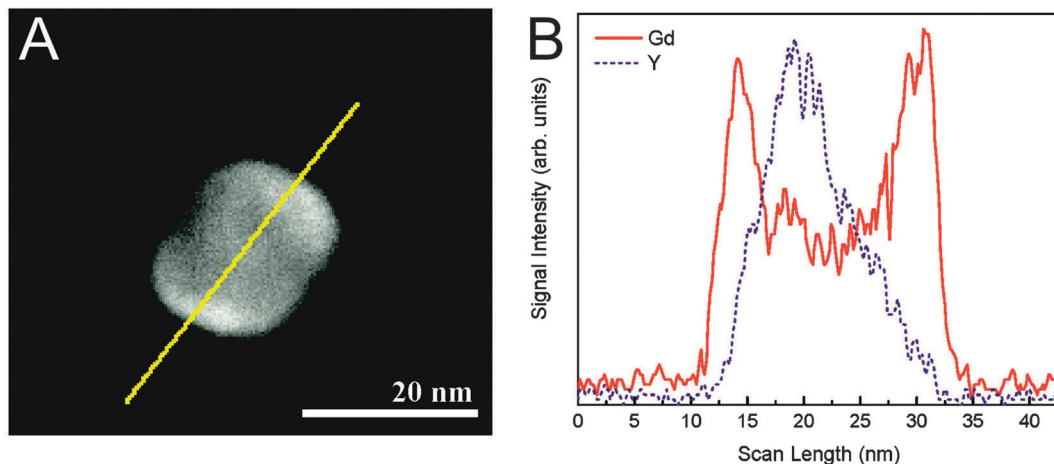 A
20 nm
B
Gd
Y
Signal Intensity (arb. units)
0 5 10 15 20 25 30 35 40
Scan Length (nm)